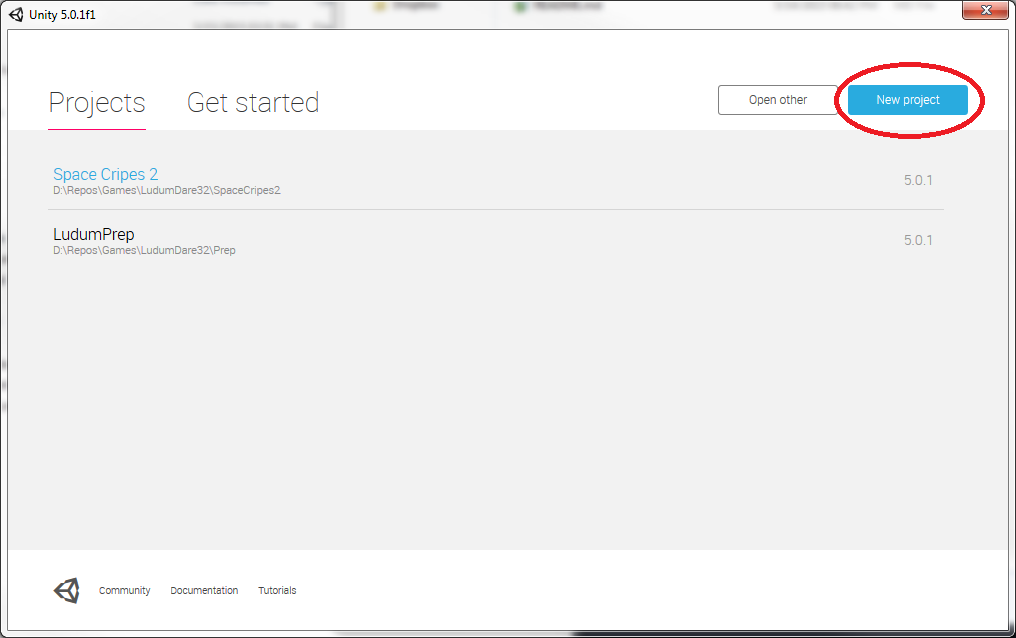 Unity 5.0.1f1
Projects
Get started
Open other
New project
Space Cripes 2
D:\Repos\Games\LudumDare32\SpaceCripes2
5.0.1
LudumPrep
D:\Repos\Games\LudumDare32\Prep
5.0.1
Community
Documentation
Tutorials